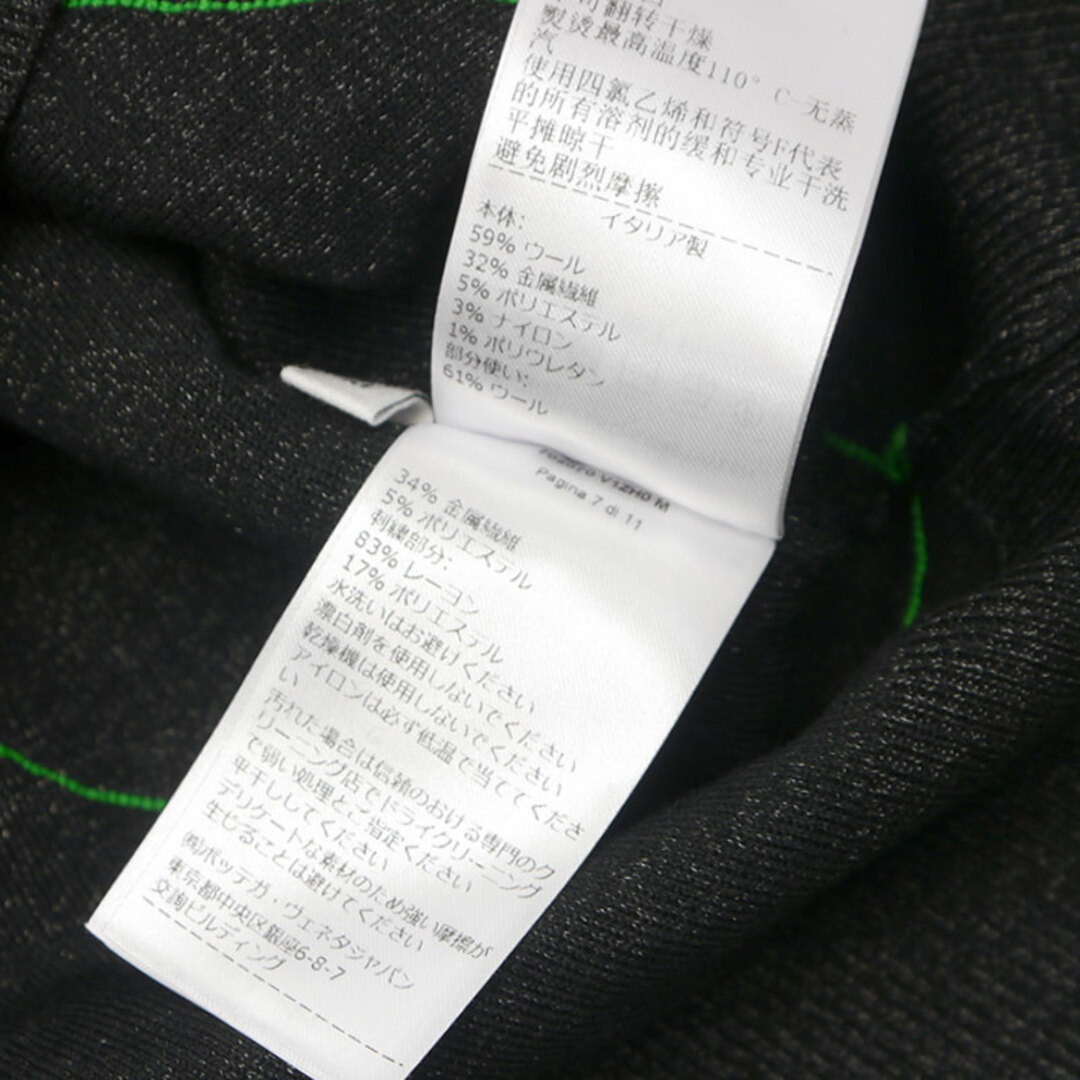 可翻转干燥
熨烫最高温度110°C-无蒸
汽
使用四氯乙烯和符号F代表
的所有溶剂的缓和专业干洗
平摊晾干
避免剧烈摩擦
イタリア製
本体:
59% ウール
32% 金属繊維
5% ポリエステル
3% ナイロン
1% ポリウレタン
部分使い:
61% ウール
V12H0 M
Pagina 7 di 11
34% 金属繊維
5% ポリエステル
刺繍部分:
83% レーヨン
17% ポリエステル
水洗いはお避けください
漂白剤を使用しないでください
乾燥機は使用しないでください
アイロンは必ず低温で当ててくださ
い
汚れた場合は信頼のおける専門のク
リーニング店でドライクリーニング
で弱い処理とご指定ください
平干ししてください
デリケートな素材のため強い摩擦が
生じることは避けてください
㈱ボッテガ・ヴェネタジャパン
東京都中央区銀座6-8-7
交詢ビルディング